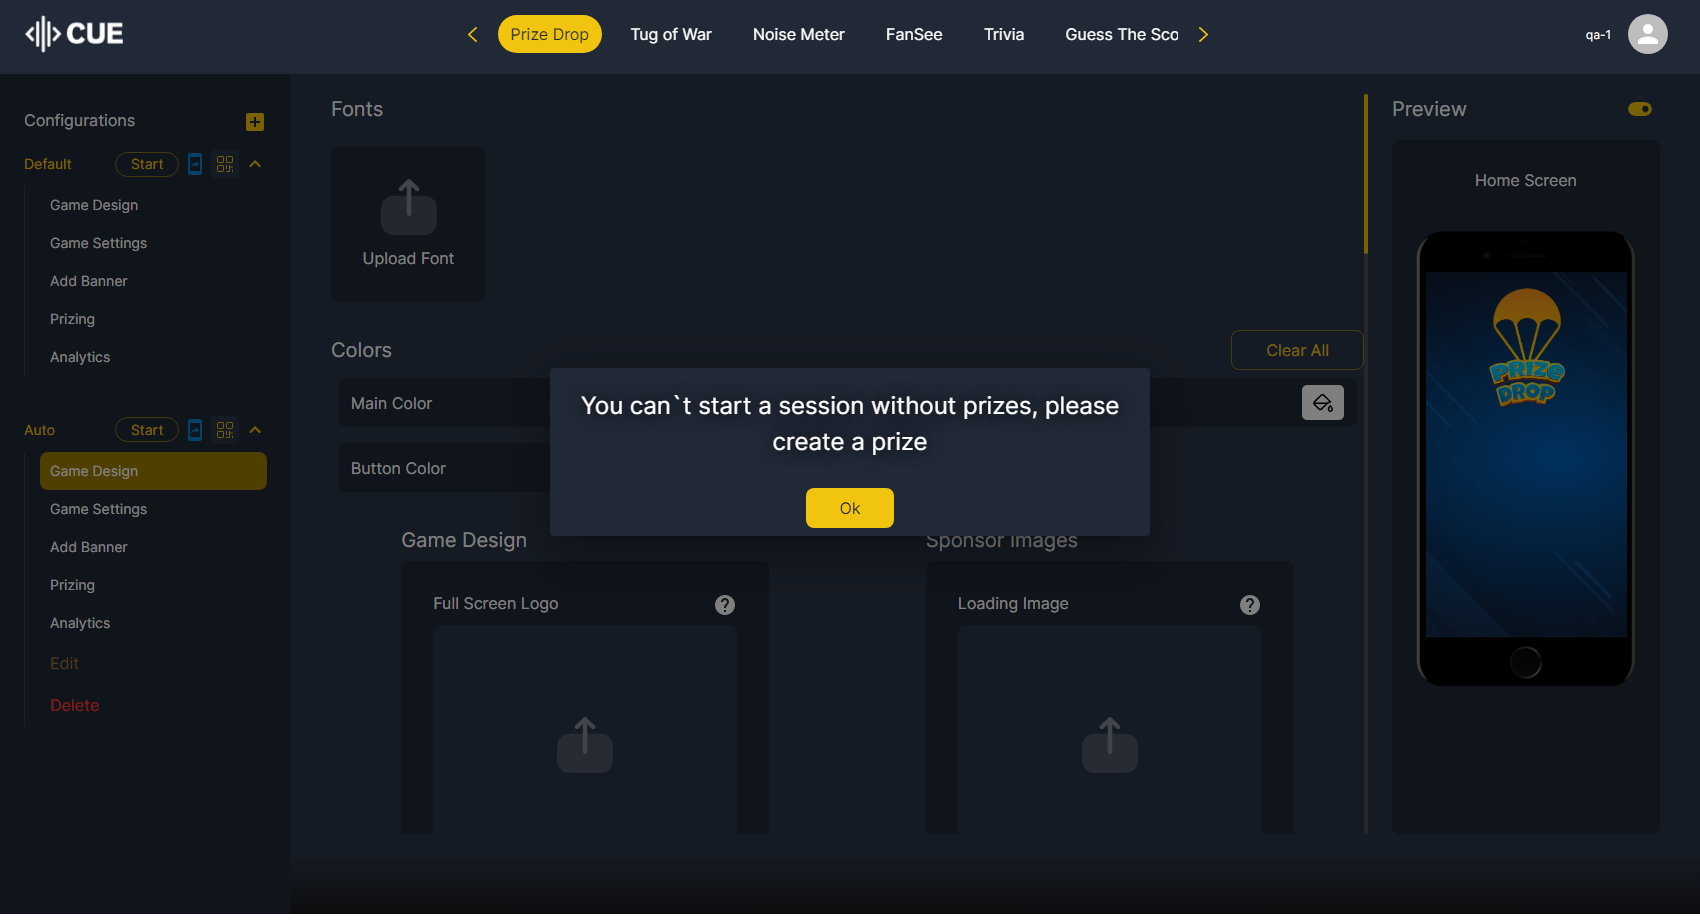 CUE
Prize Drop
Tug of War
Noise Meter
FanSee
Trivia
Guess The Sco
qa-1
Configurations
Default
Start
Game Design
Game Settings
Add Banner
Prizing
Analytics
Auto
Start
Game Design
Game Settings
Add Banner
Prizing
Analytics
Edit
Delete
Fonts
Upload Font
Colors
Clear All
Main Color
Button Color
You can`t start a session without prizes, please
create a prize
Ok
Game Design
Full Screen Logo
?
Sponsor Images
Loading Image
?
Preview
Home Screen
PRIZE
DROP